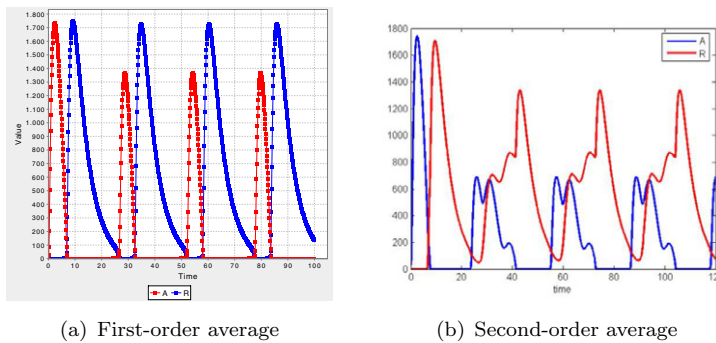 1.800
1.700
1.600
1.500
1.400
1.300
1.200
1.100
1.000
900
800
700
600
500
400
300
200
100
0
Value
0 10 20 30 40 50 60 70 80 90 100
Time
A R
(a) First-order average
1800
1600
1400
1200
1000
800
600
400
200
0
A
R
0 20 40 60 80 100 120
time
(b) Second-order average